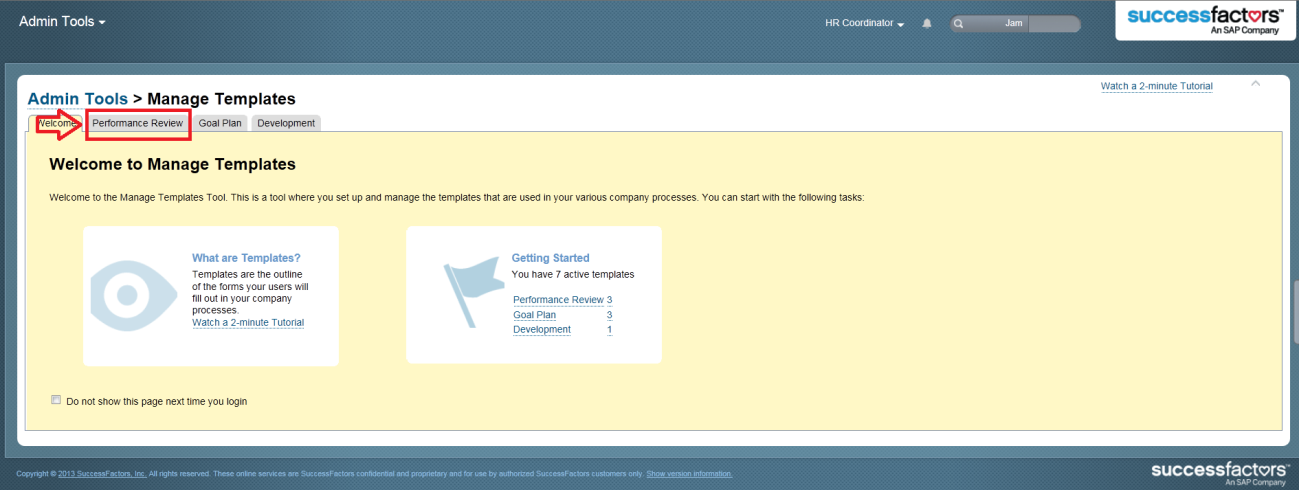 Admin Tools
HR Coordinator
Jam
successfactors™
An SAP Company
Watch a 2-minute Tutorial
Admin Tools > Manage Templates
Welcome
Performance Review
Goal Plan
Development
Welcome to Manage Templates
Welcome to the Manage Templates Tool. This is a tool where you set up and manage the templates that are used in your various company processes. You can start with the following tasks:
What are Templates?
Templates are the outline
of the forms your users will
fill out in your company
processes.
Watch a 2-minute Tutorial
Getting Started
You have 7 active templates
Performance Review 3
Goal Plan 3
Development 1
Do not show this page next time you login
Copyright © 2013 SuccessFactors, Inc. All rights reserved. These online services are SuccessFactors confidential and proprietary and for use by authorized SuccessFactors customers only. Show version information.
successfactors™
An SAP Company